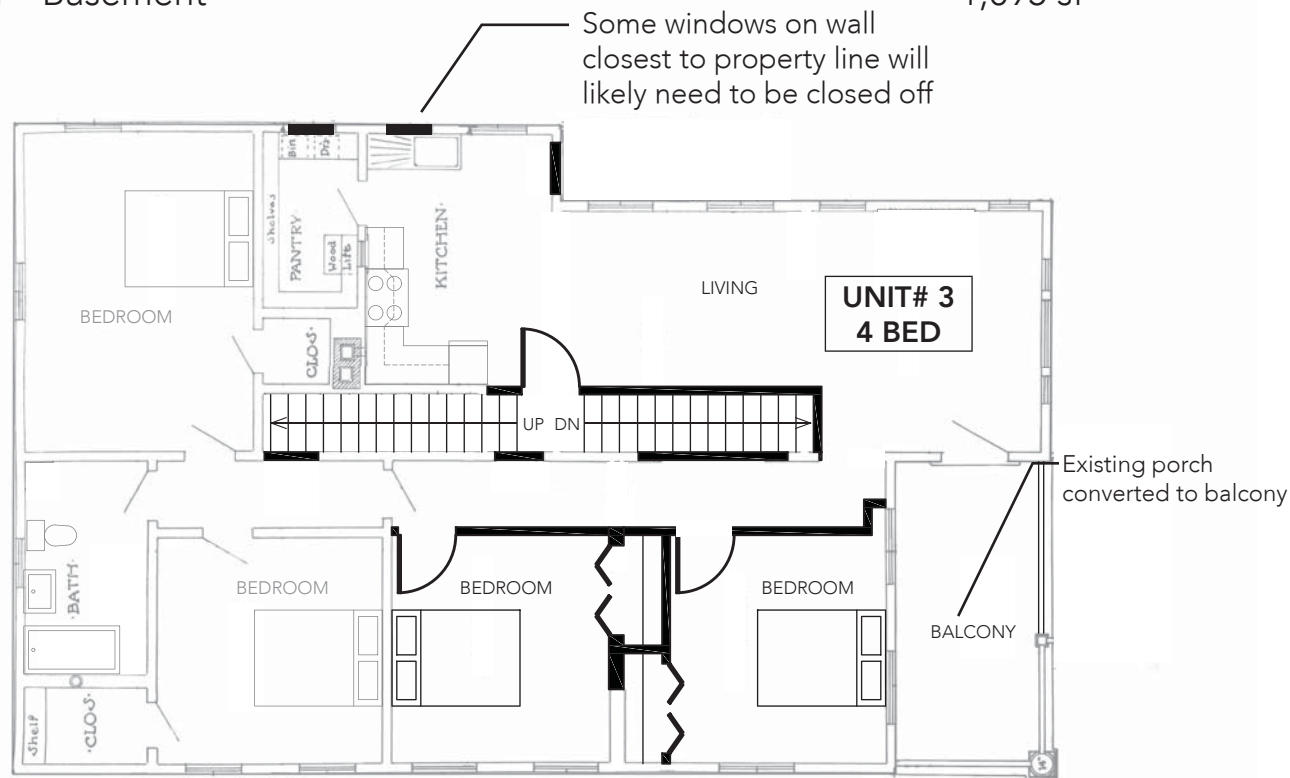 Basement
Some windows on wall
closest to property line will
likely need to be closed off
Bin
Dra
Shelves
PANTRY
Wood
Lift
KITCHEN
BEDROOM
LIVING
UNIT# 3
4 BED
CLOS.
UP DN
Existing porch
converted to balcony
BATH
BEDROOM
BEDROOM
BEDROOM
BALCONY
Shelf
CLOS.